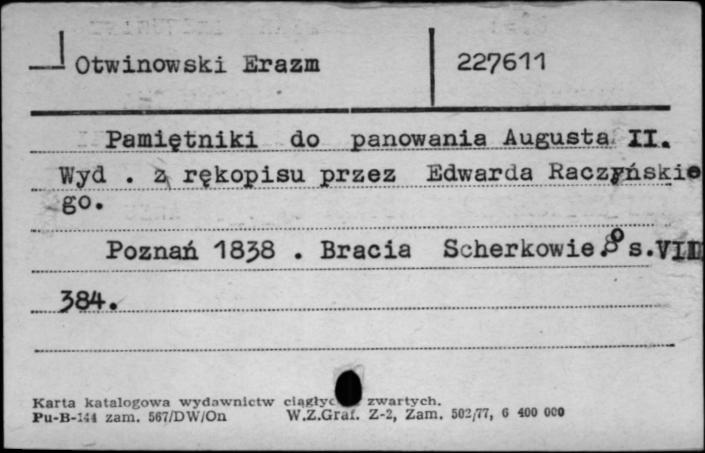 Otwinowski Erazm 227611
Pamiętniki do panowania Augusta II.
Wyd . z rękopisu przez Edwarda Raczyńskie
go.
Poznań 1838 . Bracia Scherkowie. 8° s.VIII
384.
Karta katalogowa wydawnictw zwartych.
Pu-B-144 zam. 567/DW/On W.Z.Graf. Z-2, Zam. 502/77, 6 400 000